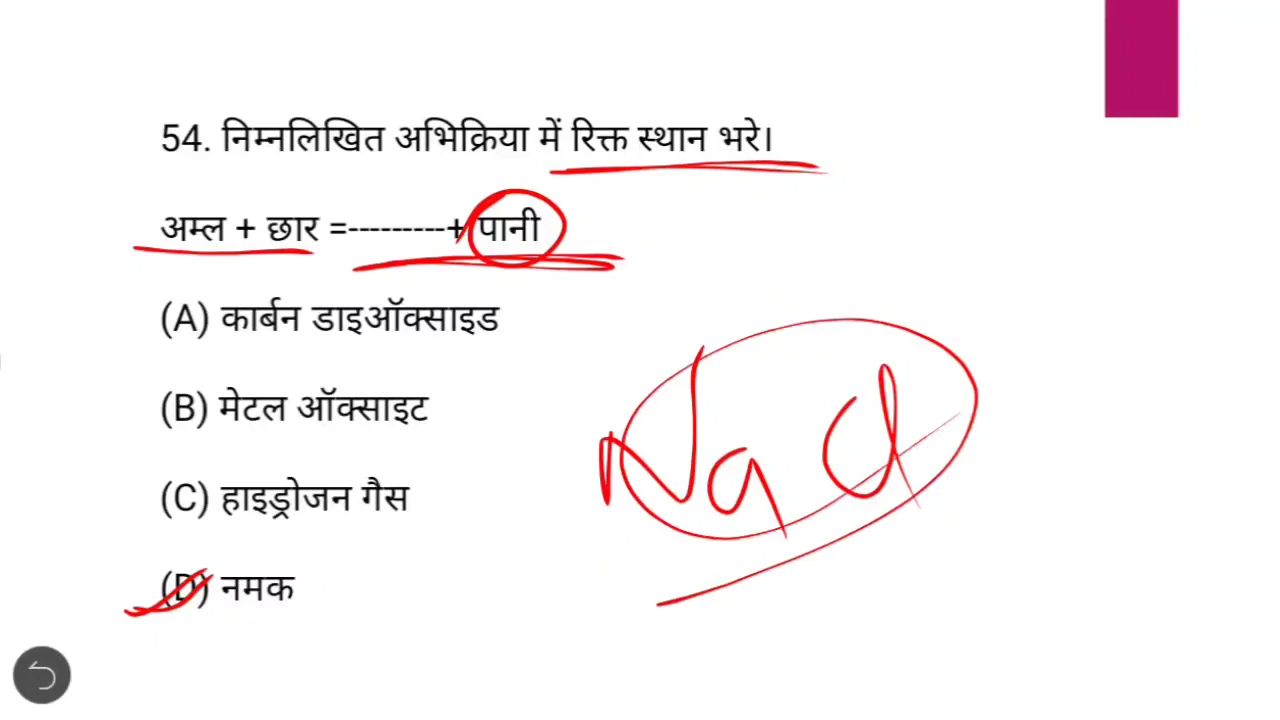 54. निम्नलिखित अभिक्रिया में रिक्त स्थान भरे।
अम्ल + छार =---------+ पानी
(A) कार्बन डाइऑक्साइड
(B) मेटल ऑक्साइट
(C) हाइड्रोजन गैस
(D) नमक
Nacl